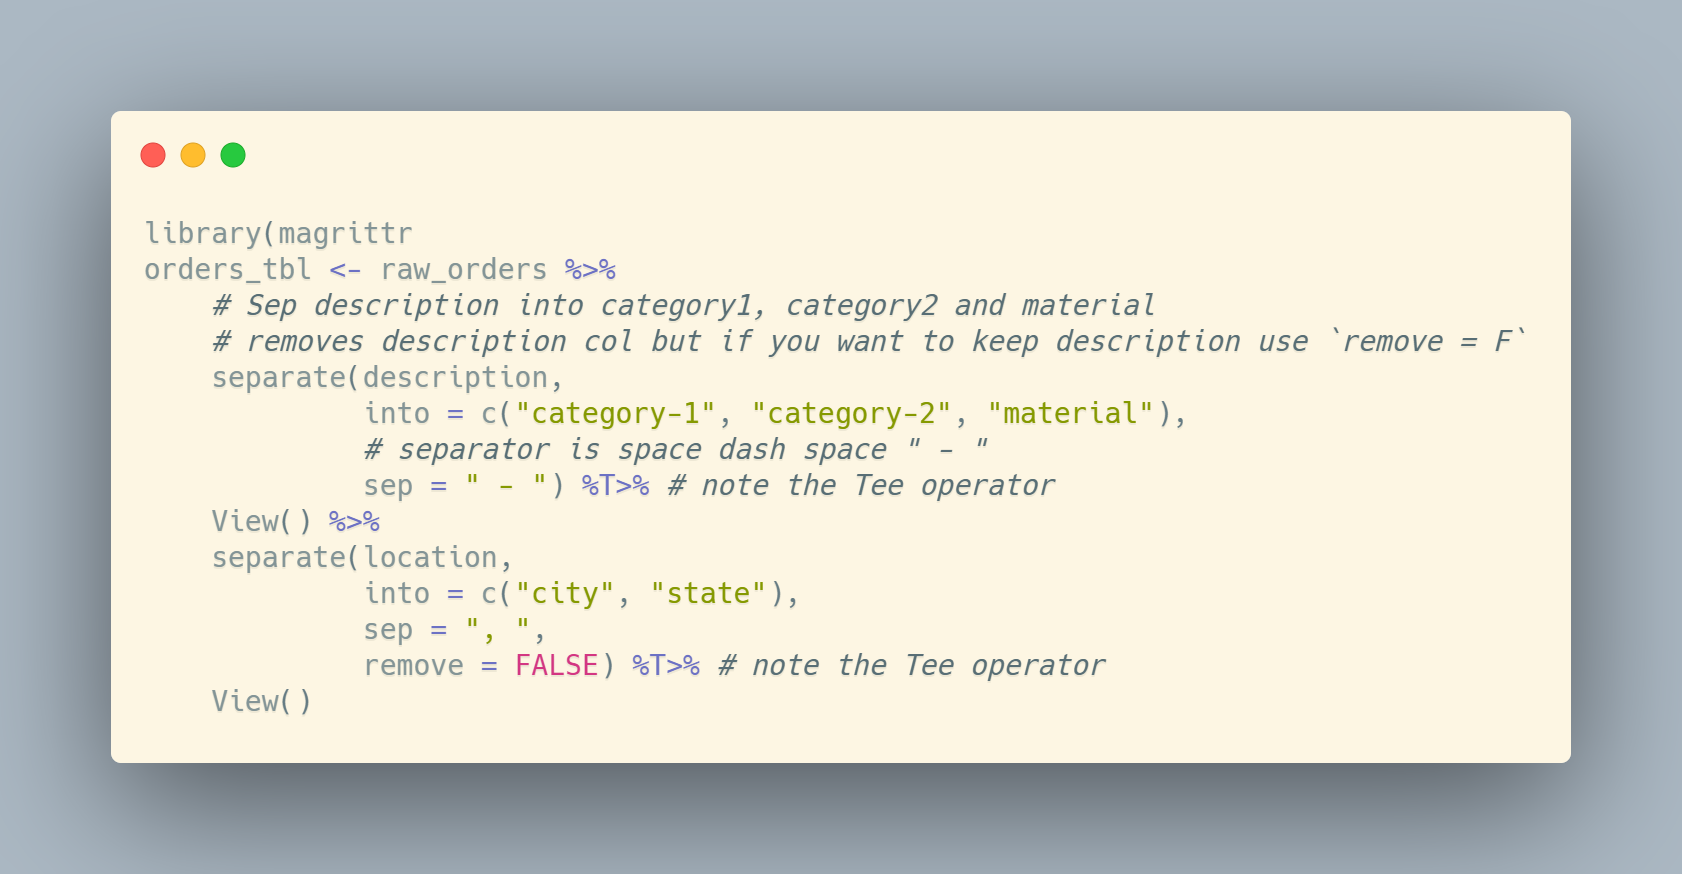 library(magrittr
orders_tbl <- raw_orders %>%
    # Sep description into category1, category2 and material
    # removes description col but if you want to keep description use `remove = F`
    separate(description,
             into = c("category-1", "category-2", "material"),
             # separator is space dash space " - "
             sep = " - ") %T>% # note the Tee operator
    View() %>%
    separate(location,
             into = c("city", "state"),
             sep = ", ",
             remove = FALSE) %T>% # note the Tee operator
    View()